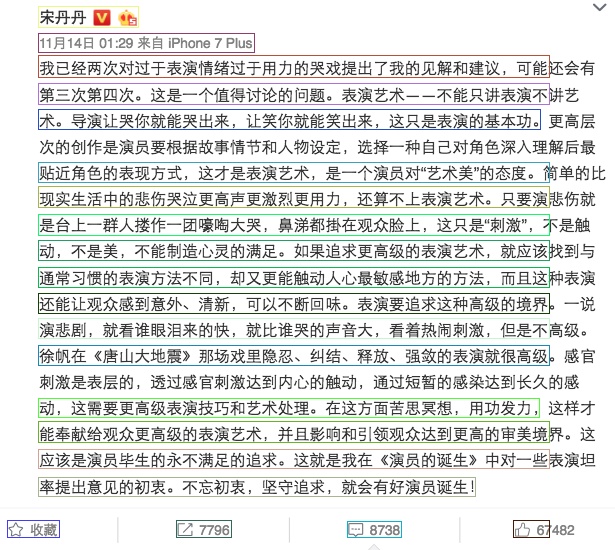 宋丹丹
11月14日 01:29 来自 iPhone 7 Plus
我已经两次对过于表演情绪过于用力的哭戏提出了我的见解和建议，可能还会有
第三次第四次。这是一个值得讨论的问题。表演艺术——不能只讲表演不讲艺
术。导演让哭你就能哭出来，让笑你就能笑出来，这只是表演的基本功。更高层
次的创作是演员要根据故事情节和人物设定，选择一种自己对角色深入理解后最
贴近角色的表现方式，这才是表演艺术，是一个演员对“艺术美”的态度。简单的比
现实生活中的悲伤哭泣更高声更激烈更用力，还算不上表演艺术。只要演悲伤就
是台上一群人搂作一团嚎啕大哭，鼻涕都掛在观众脸上，这只是“刺激”，不是触
动，不是美，不能制造心灵的满足。如果追求更高级的表演艺术，就应该找到与
通常习惯的表演方法不同，却又更能触动人心最敏感地方的方法，而且这种表演
还能让观众感到意外、清新，可以不断回味。表演要追求这种高级的境界。一说
演悲剧，就看谁眼泪来的快，就比谁哭的声音大，看着热闹刺激，但是不高级。
徐帆在《唐山大地震》那场戏里隐忍、纠结、释放、强敛的表演就很高级。感官
刺激是表层的，透过感官刺激达到内心的触动，通过短暂的感染达到长久的感
动，这需要更高级表演技巧和艺术处理。在这方面苦思冥想，用功发力，这样才
能奉献给观众更高级的表演艺术，并且影响和引领观众达到更高的审美境界。这
应该是演员毕生的永不满足的追求。这就是我在《演员的诞生》中对一些表演坦
率提出意见的初衷。不忘初衷，坚守追求，就会有好演员诞生！
收藏 7796 8738 67482